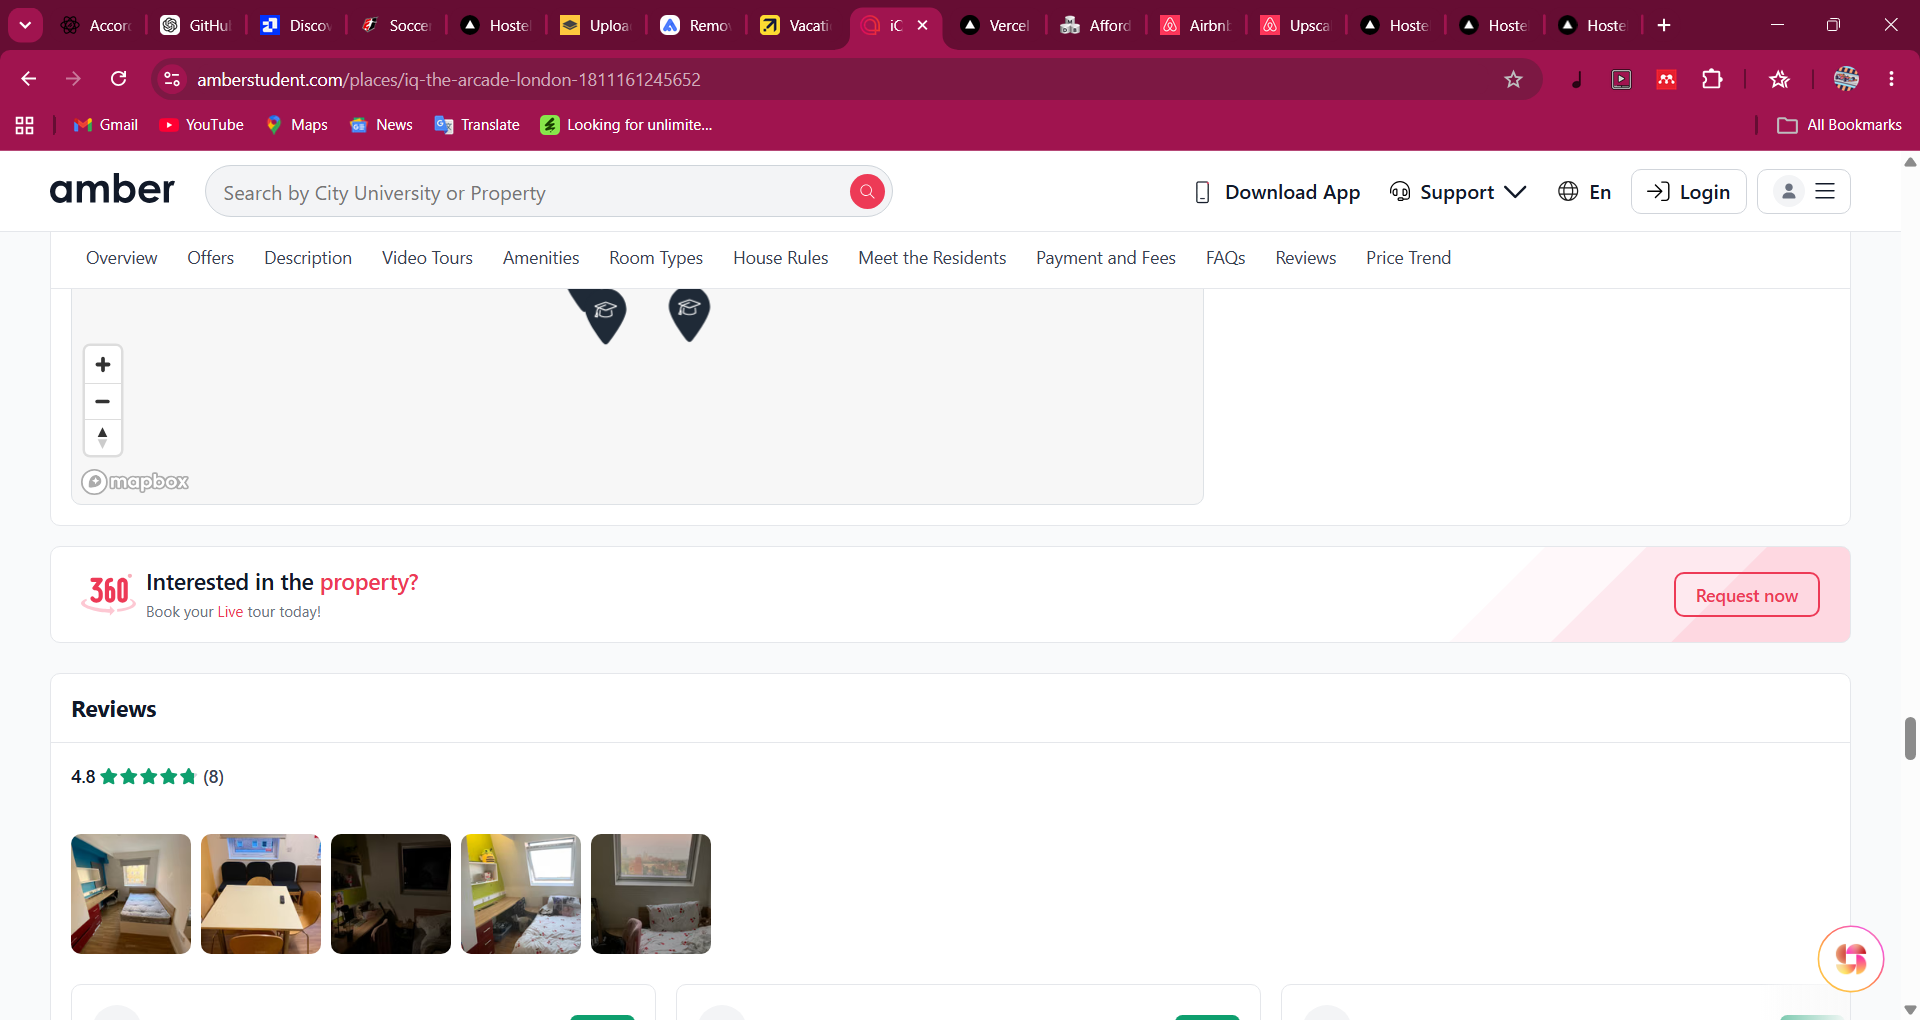 Accor
GitHu
Discov
Soccer
Hoste
Uploa
Remov
Vacati
iC
Vercel
Afford
Airbnb
Upsca
Hoste
Hoste
Hoste
amberstudent.com/places/iq-the-arcade-london-1811161245652
Gmail
YouTube
Maps
News
Translate
Looking for unlimite...
All Bookmarks
amber
Search by City University or Property
Download App
Support
En
Login
Overview
Offers
Description
Video Tours
Amenities
Room Types
House Rules
Meet the Residents
Payment and Fees
FAQs
Reviews
Price Trend
mapbox
360°
Interested in the property?
Book your Live tour today!
Request now
Reviews
4.8
(8)